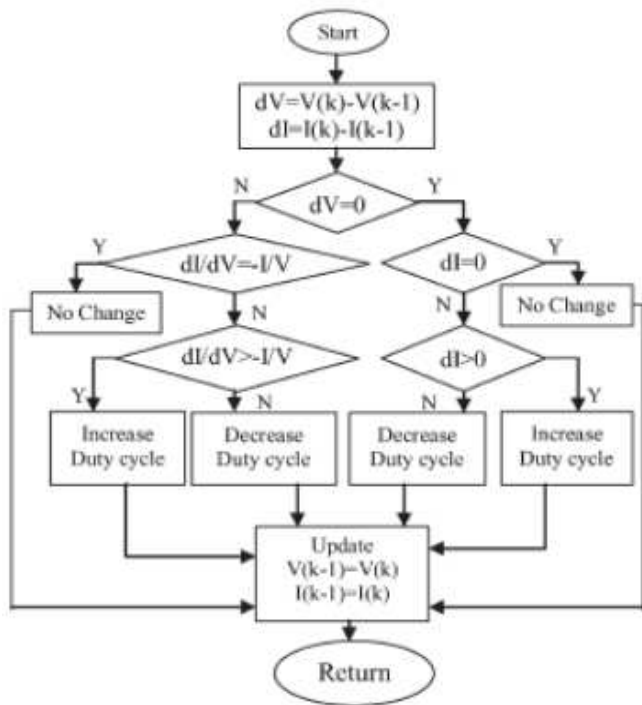 Start
dV=V(k)-V(k-1)
dI=I(k)-I(k-1)
N
Y
dV=0
Y
dI/dV=-I/V
dI=0
Y
No Change
N
N
No Change
dI/dV>-I/V
dI>0
Y
N
N
Y
Increase
Duty cycle
Decrease
Duty cycle
Decrease
Duty cycle
Increase
Duty cycle
Update
V(k-1)=V(k)
I(k-1)=I(k)
Return